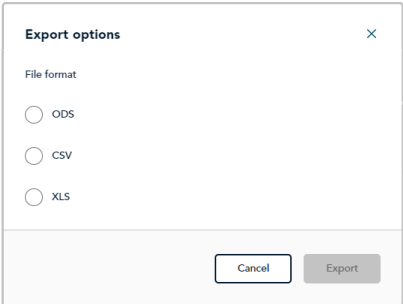 Export options
File format
ODS
CSV
XLS
Cancel Export